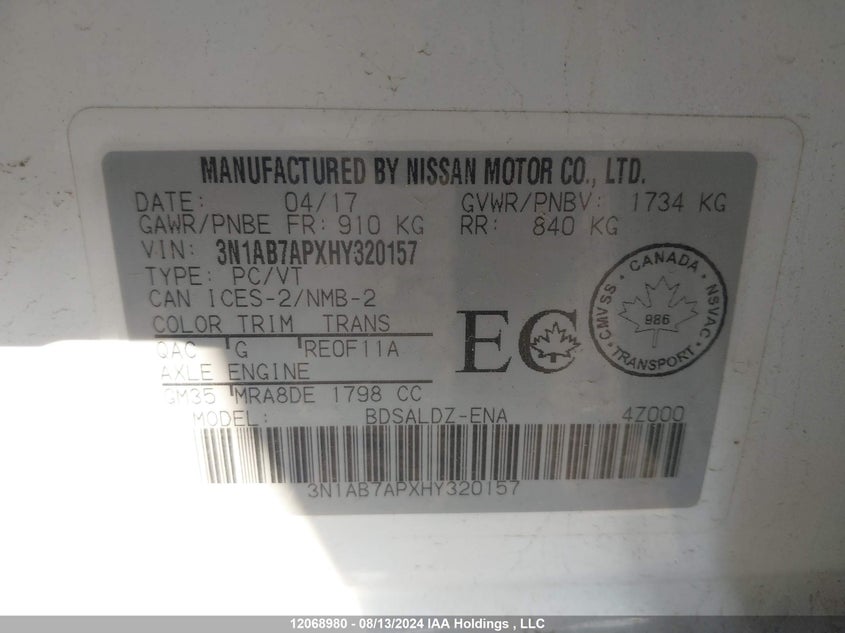 MANUFACTURED BY NISSAN MOTOR CO., LTD.
DATE: 04/17 GVWR/PNBV: 1734 KG
GAWR/PNBE FR: 910 KG RR: 840 KG
VIN: 3N1AB7APXHY320157
TYPE: PC/VT
CAN ICES-2/NMB-2
COLOR TRIM TRANS
QAC G RE0F11A
AXLE ENGINE
GM35 MRA8DE 1798 CC
EC
CANADA
CMVSS NSVAC
986
TRANSPORT
MODEL: BDSALDZ-ENA 4Z000
3N1AB7APXHY320157
12068980 - 08/13/2024 IAA Holdings , LLC